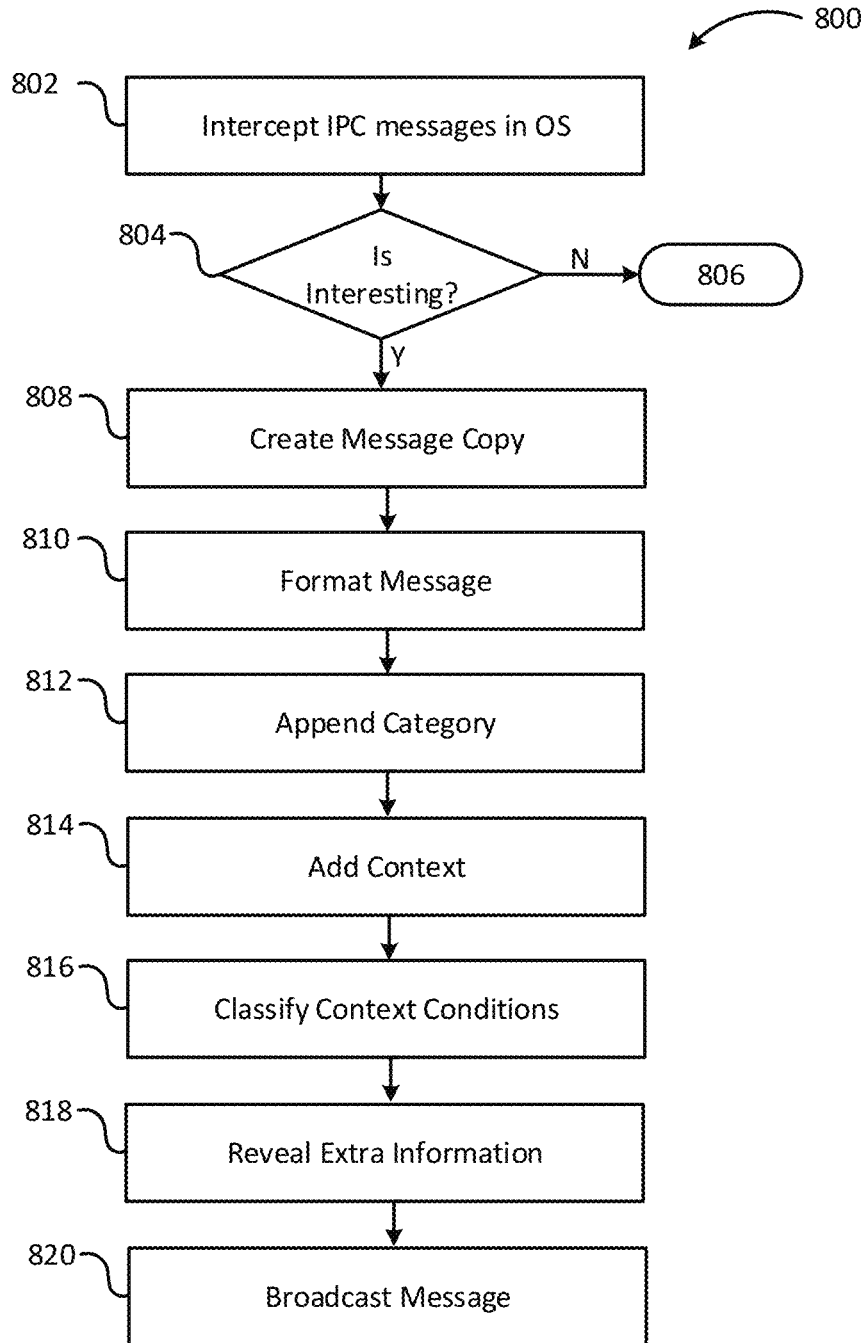 800
802
Intercept IPC messages in OS
804
Is
Interesting?
N
806
Y
808
Create Message Copy
810
Format Message
812
Append Category
814
Add Context
816
Classify Context Conditions
818
Reveal Extra Information
820
Broadcast Message